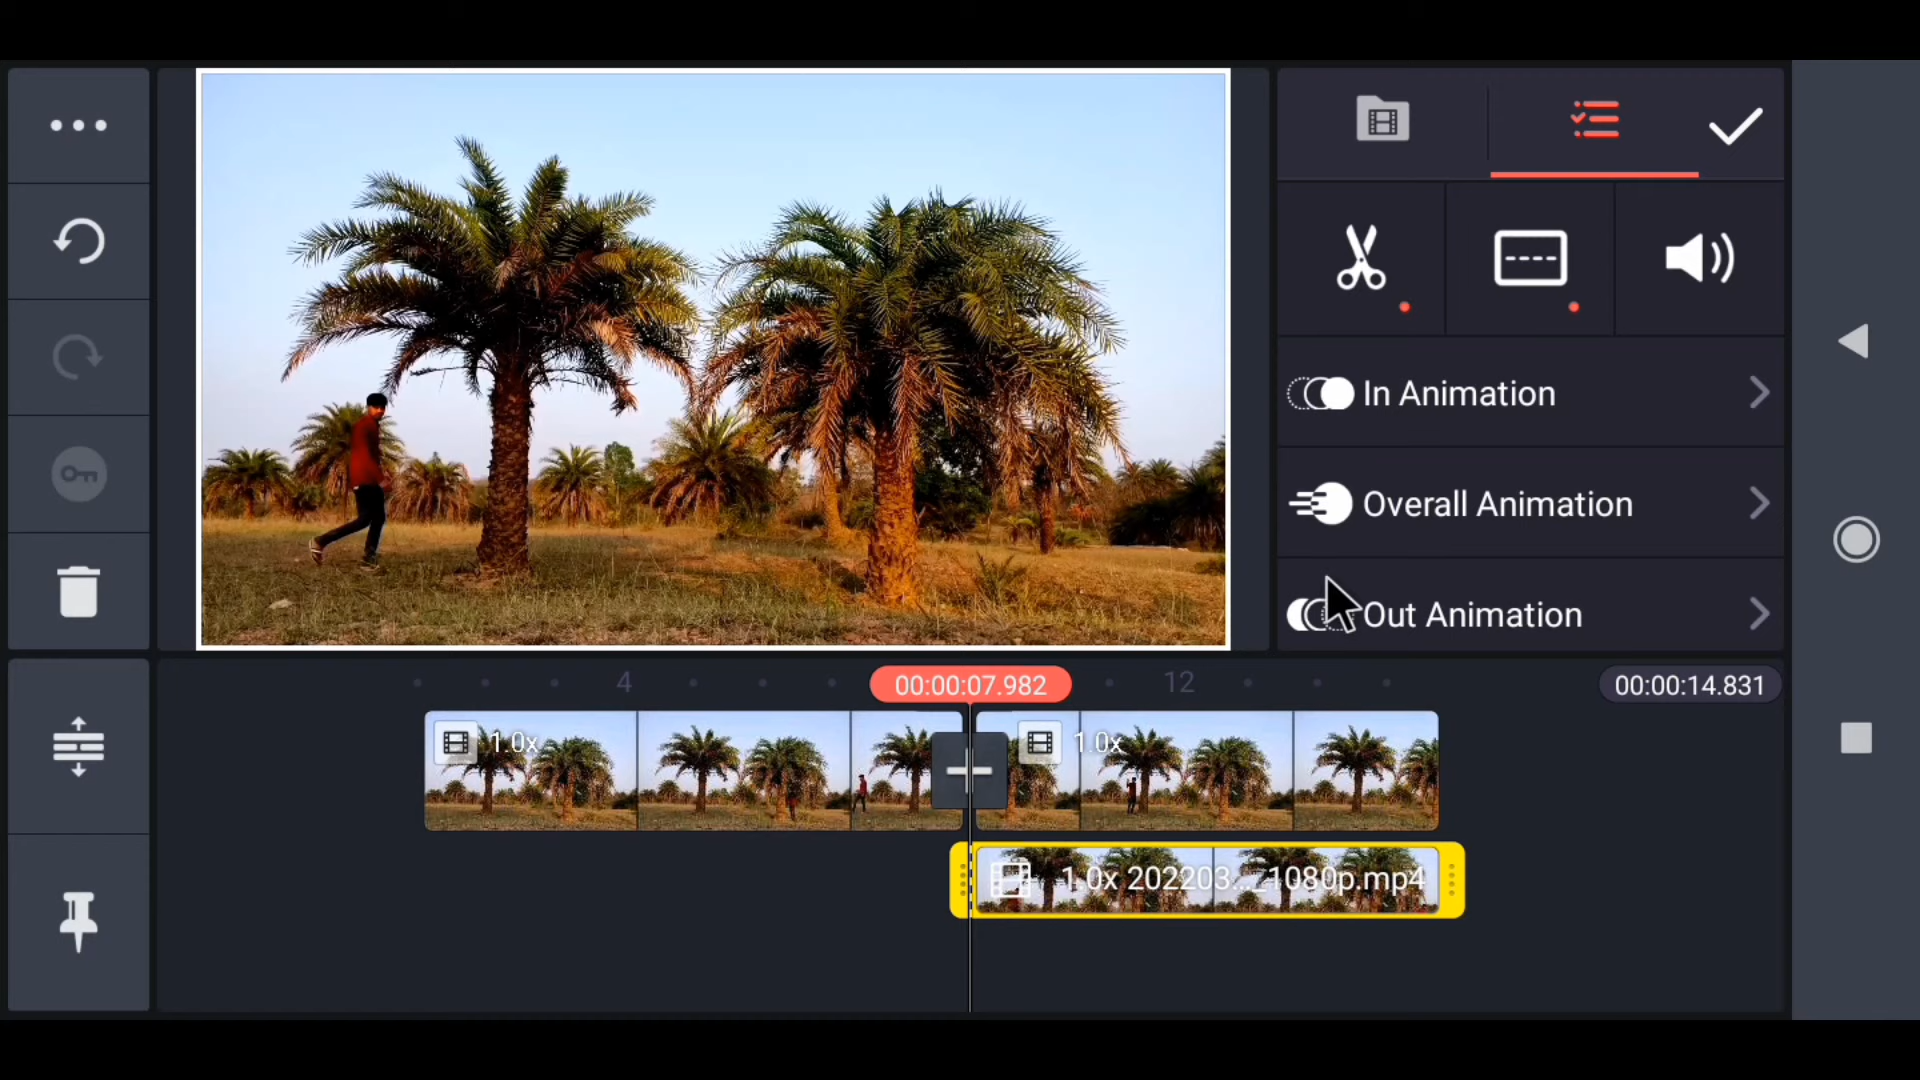 In Animation
Overall Animation
Out Animation
4
00:00:07.982
12
00:00:14.831
1.0x
1.0x
1.0x 202203..._1080p.mp4